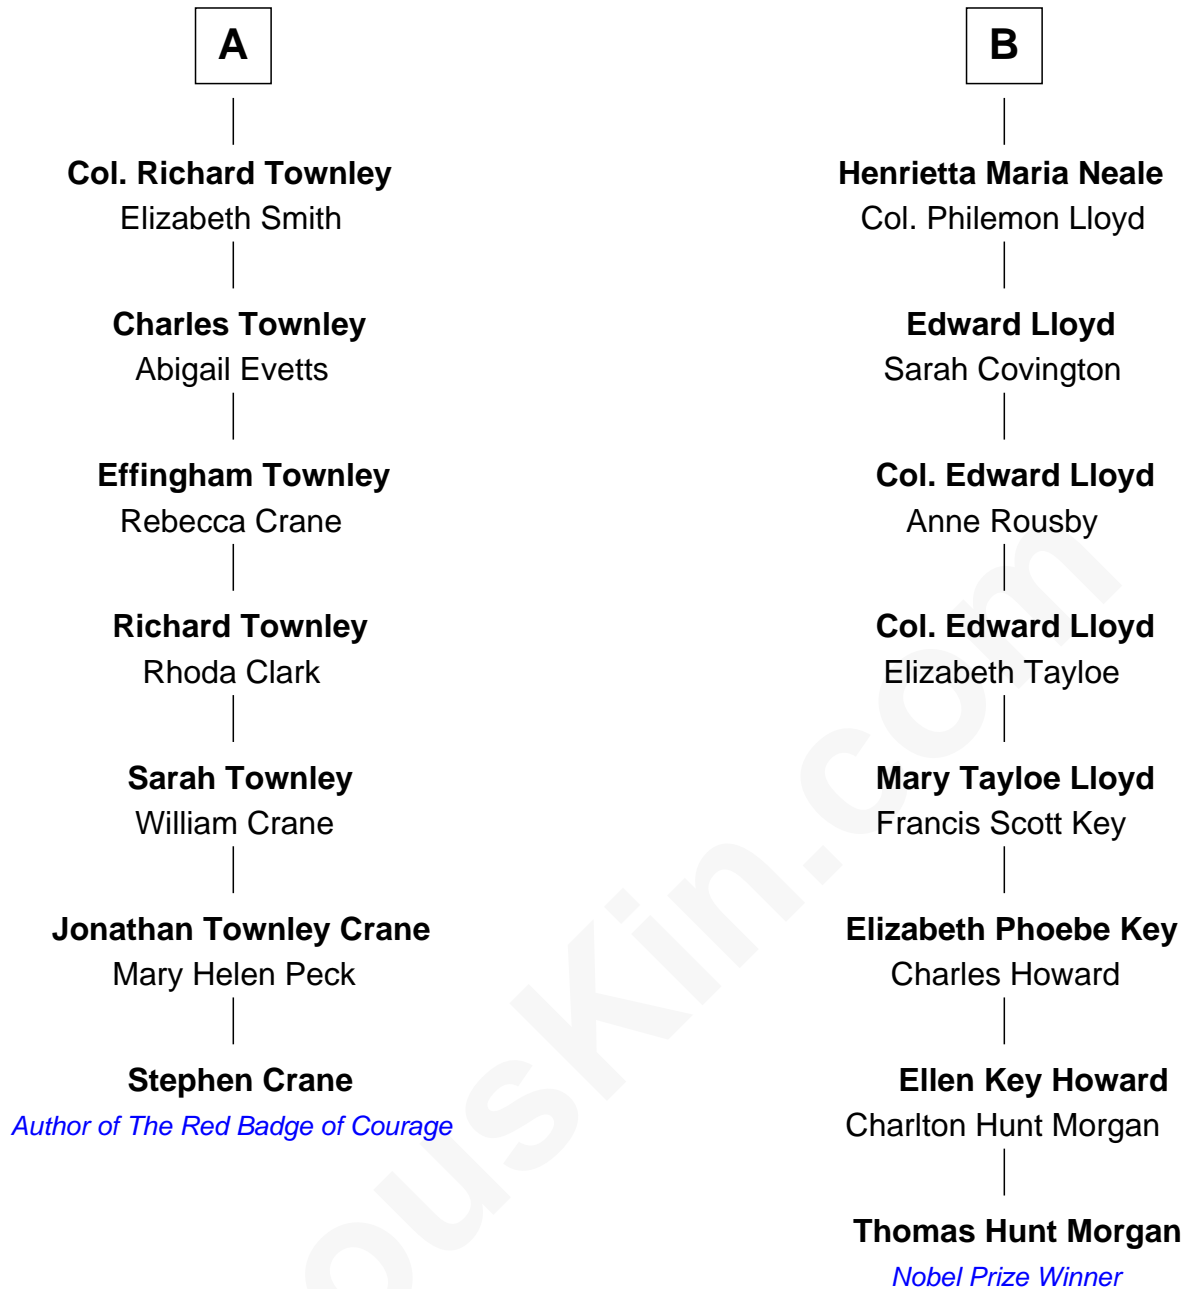 A
Col. Richard Townley
Elizabeth Smith
Charles Townley
Abigail Evetts
Effingham Townley
Rebecca Crane
Richard Townley
Rhoda Clark
Sarah Townley
William Crane
Jonathan Townley Crane
Mary Helen Peck
Stephen Crane
Author of The Red Badge of Courage
B
Henrietta Maria Neale
Col. Philemon Lloyd
Edward Lloyd
Sarah Covington
Col. Edward Lloyd
Anne Rousby
Col. Edward Lloyd
Elizabeth Tayloe
Mary Tayloe Lloyd
Francis Scott Key
Elizabeth Phoebe Key
Charles Howard
Ellen Key Howard
Charlton Hunt Morgan
Thomas Hunt Morgan
Nobel Prize Winner
ousKin.com